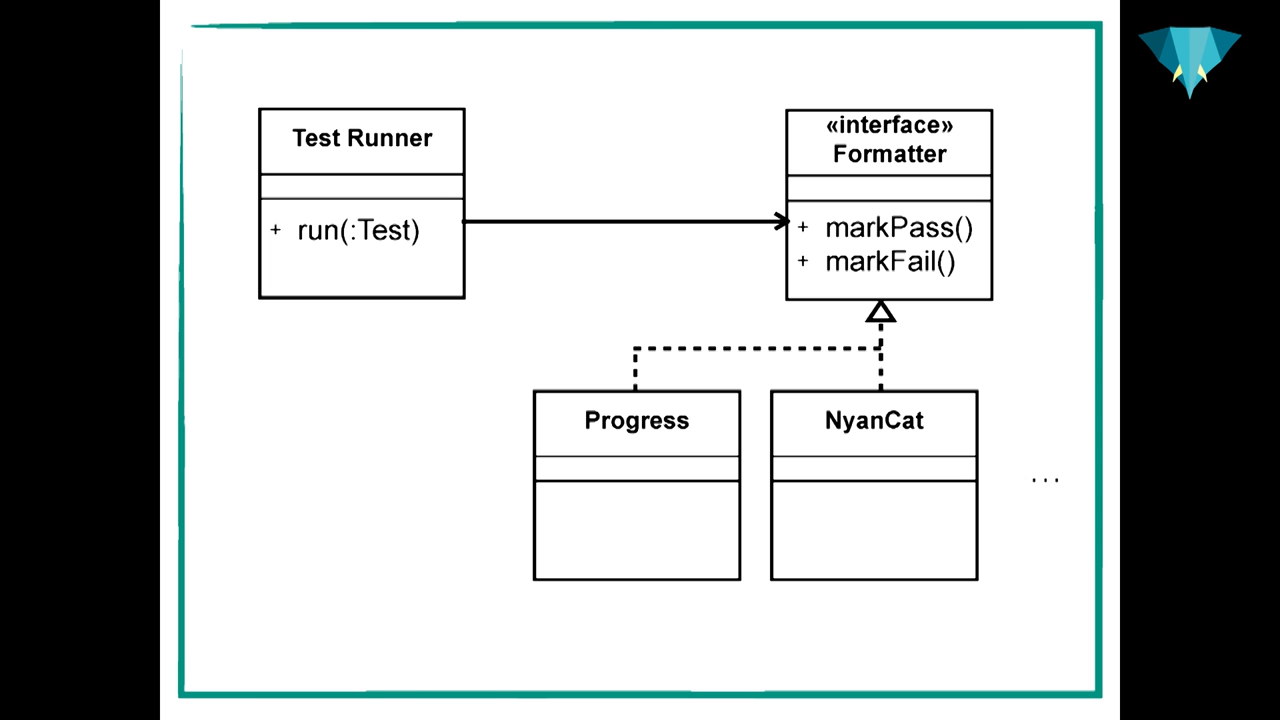 Test Runner
+ run(:Test)
«interface»
Formatter
+ markPass()
+ markFail()
Progress
NyanCat
...